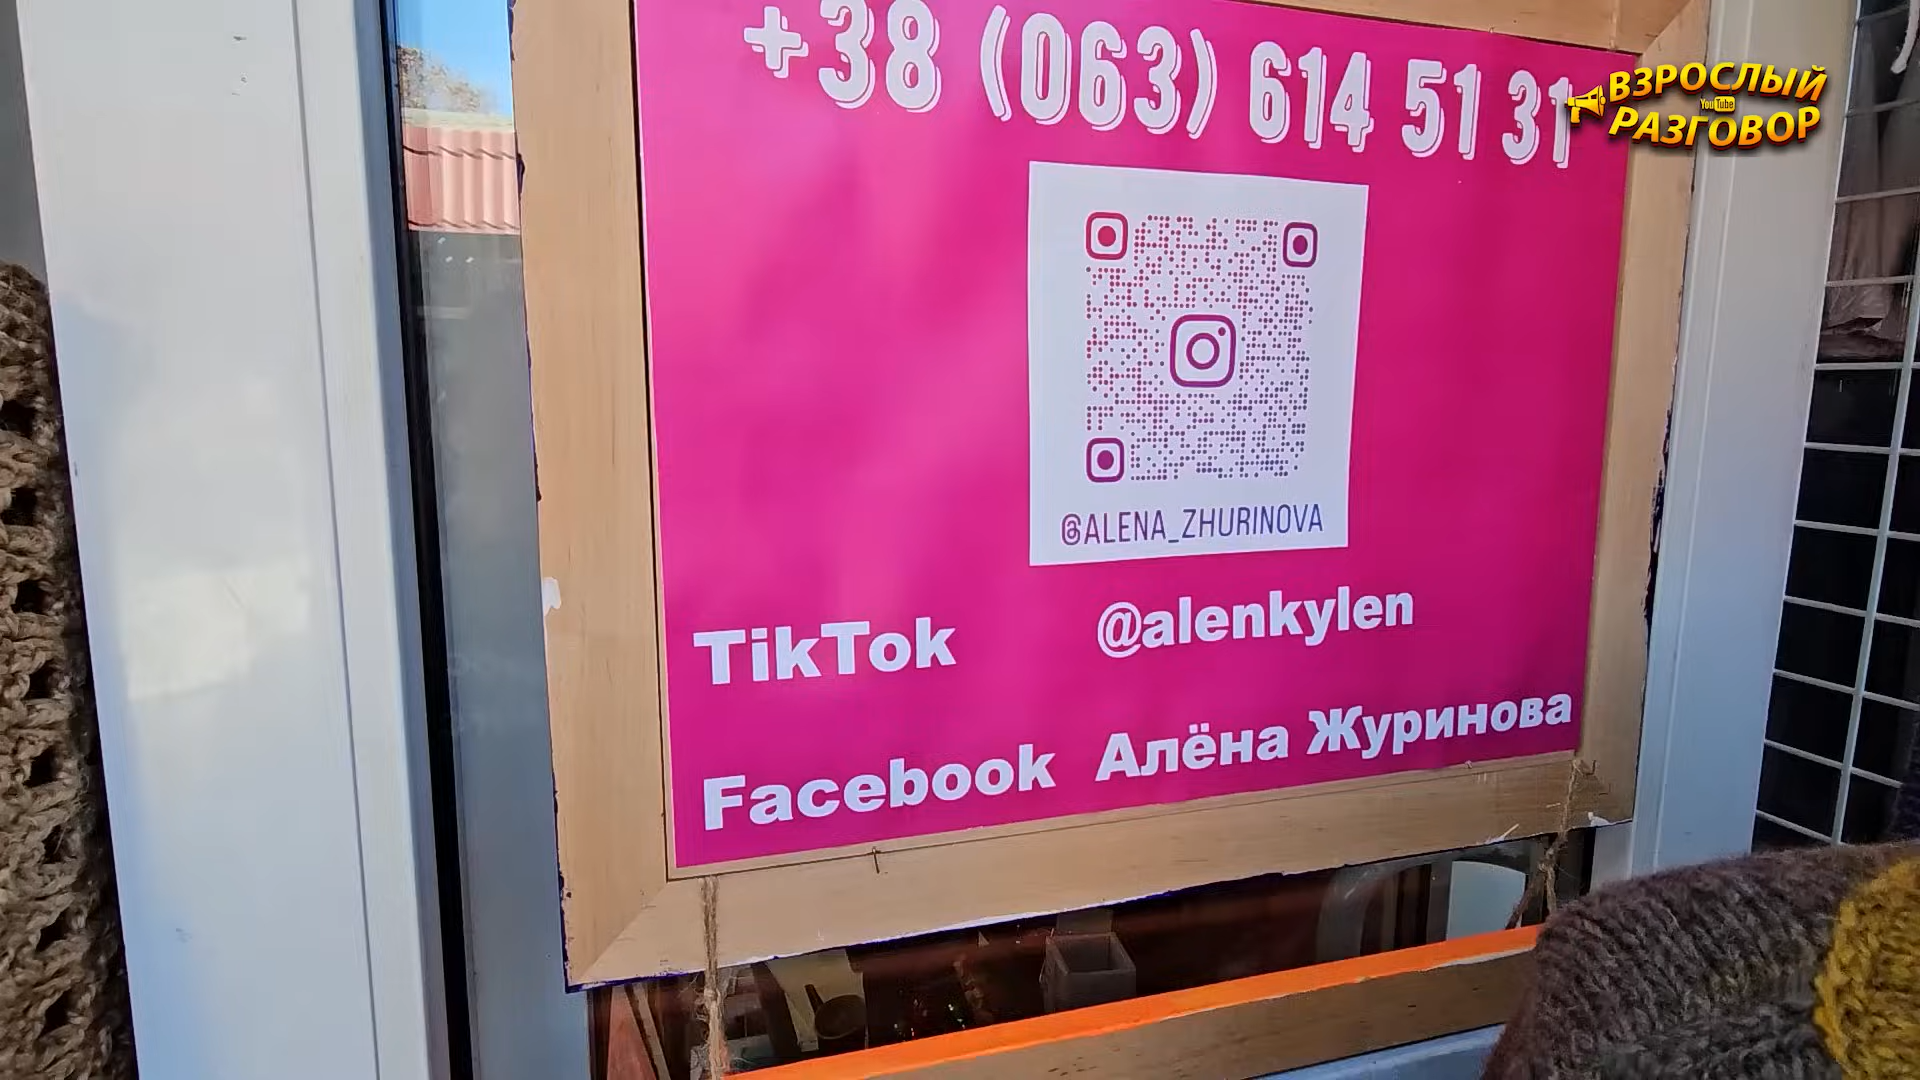 +38 (063) 614 51 31
ВЗРОСЛЫЙ
YouTube
РАЗГОВОР
@ALENA_ZHURINOVA
TikTok @alenkylen
Facebook Алёна Журинова